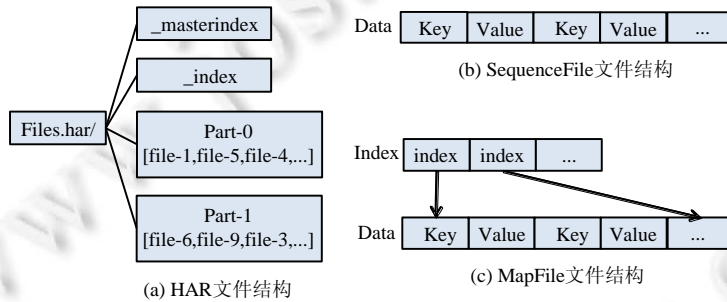 _masterindex
_index
Files.har/
Part-0
[file-1,file-5,file-4,...]
Part-1
[file-6,file-9,file-3,...]
(a) HAR文件结构
Data Key Value Key Value ...
(b) SequenceFile文件结构
Index index index ...
Data Key Value Key Value ...
(c) MapFile文件结构